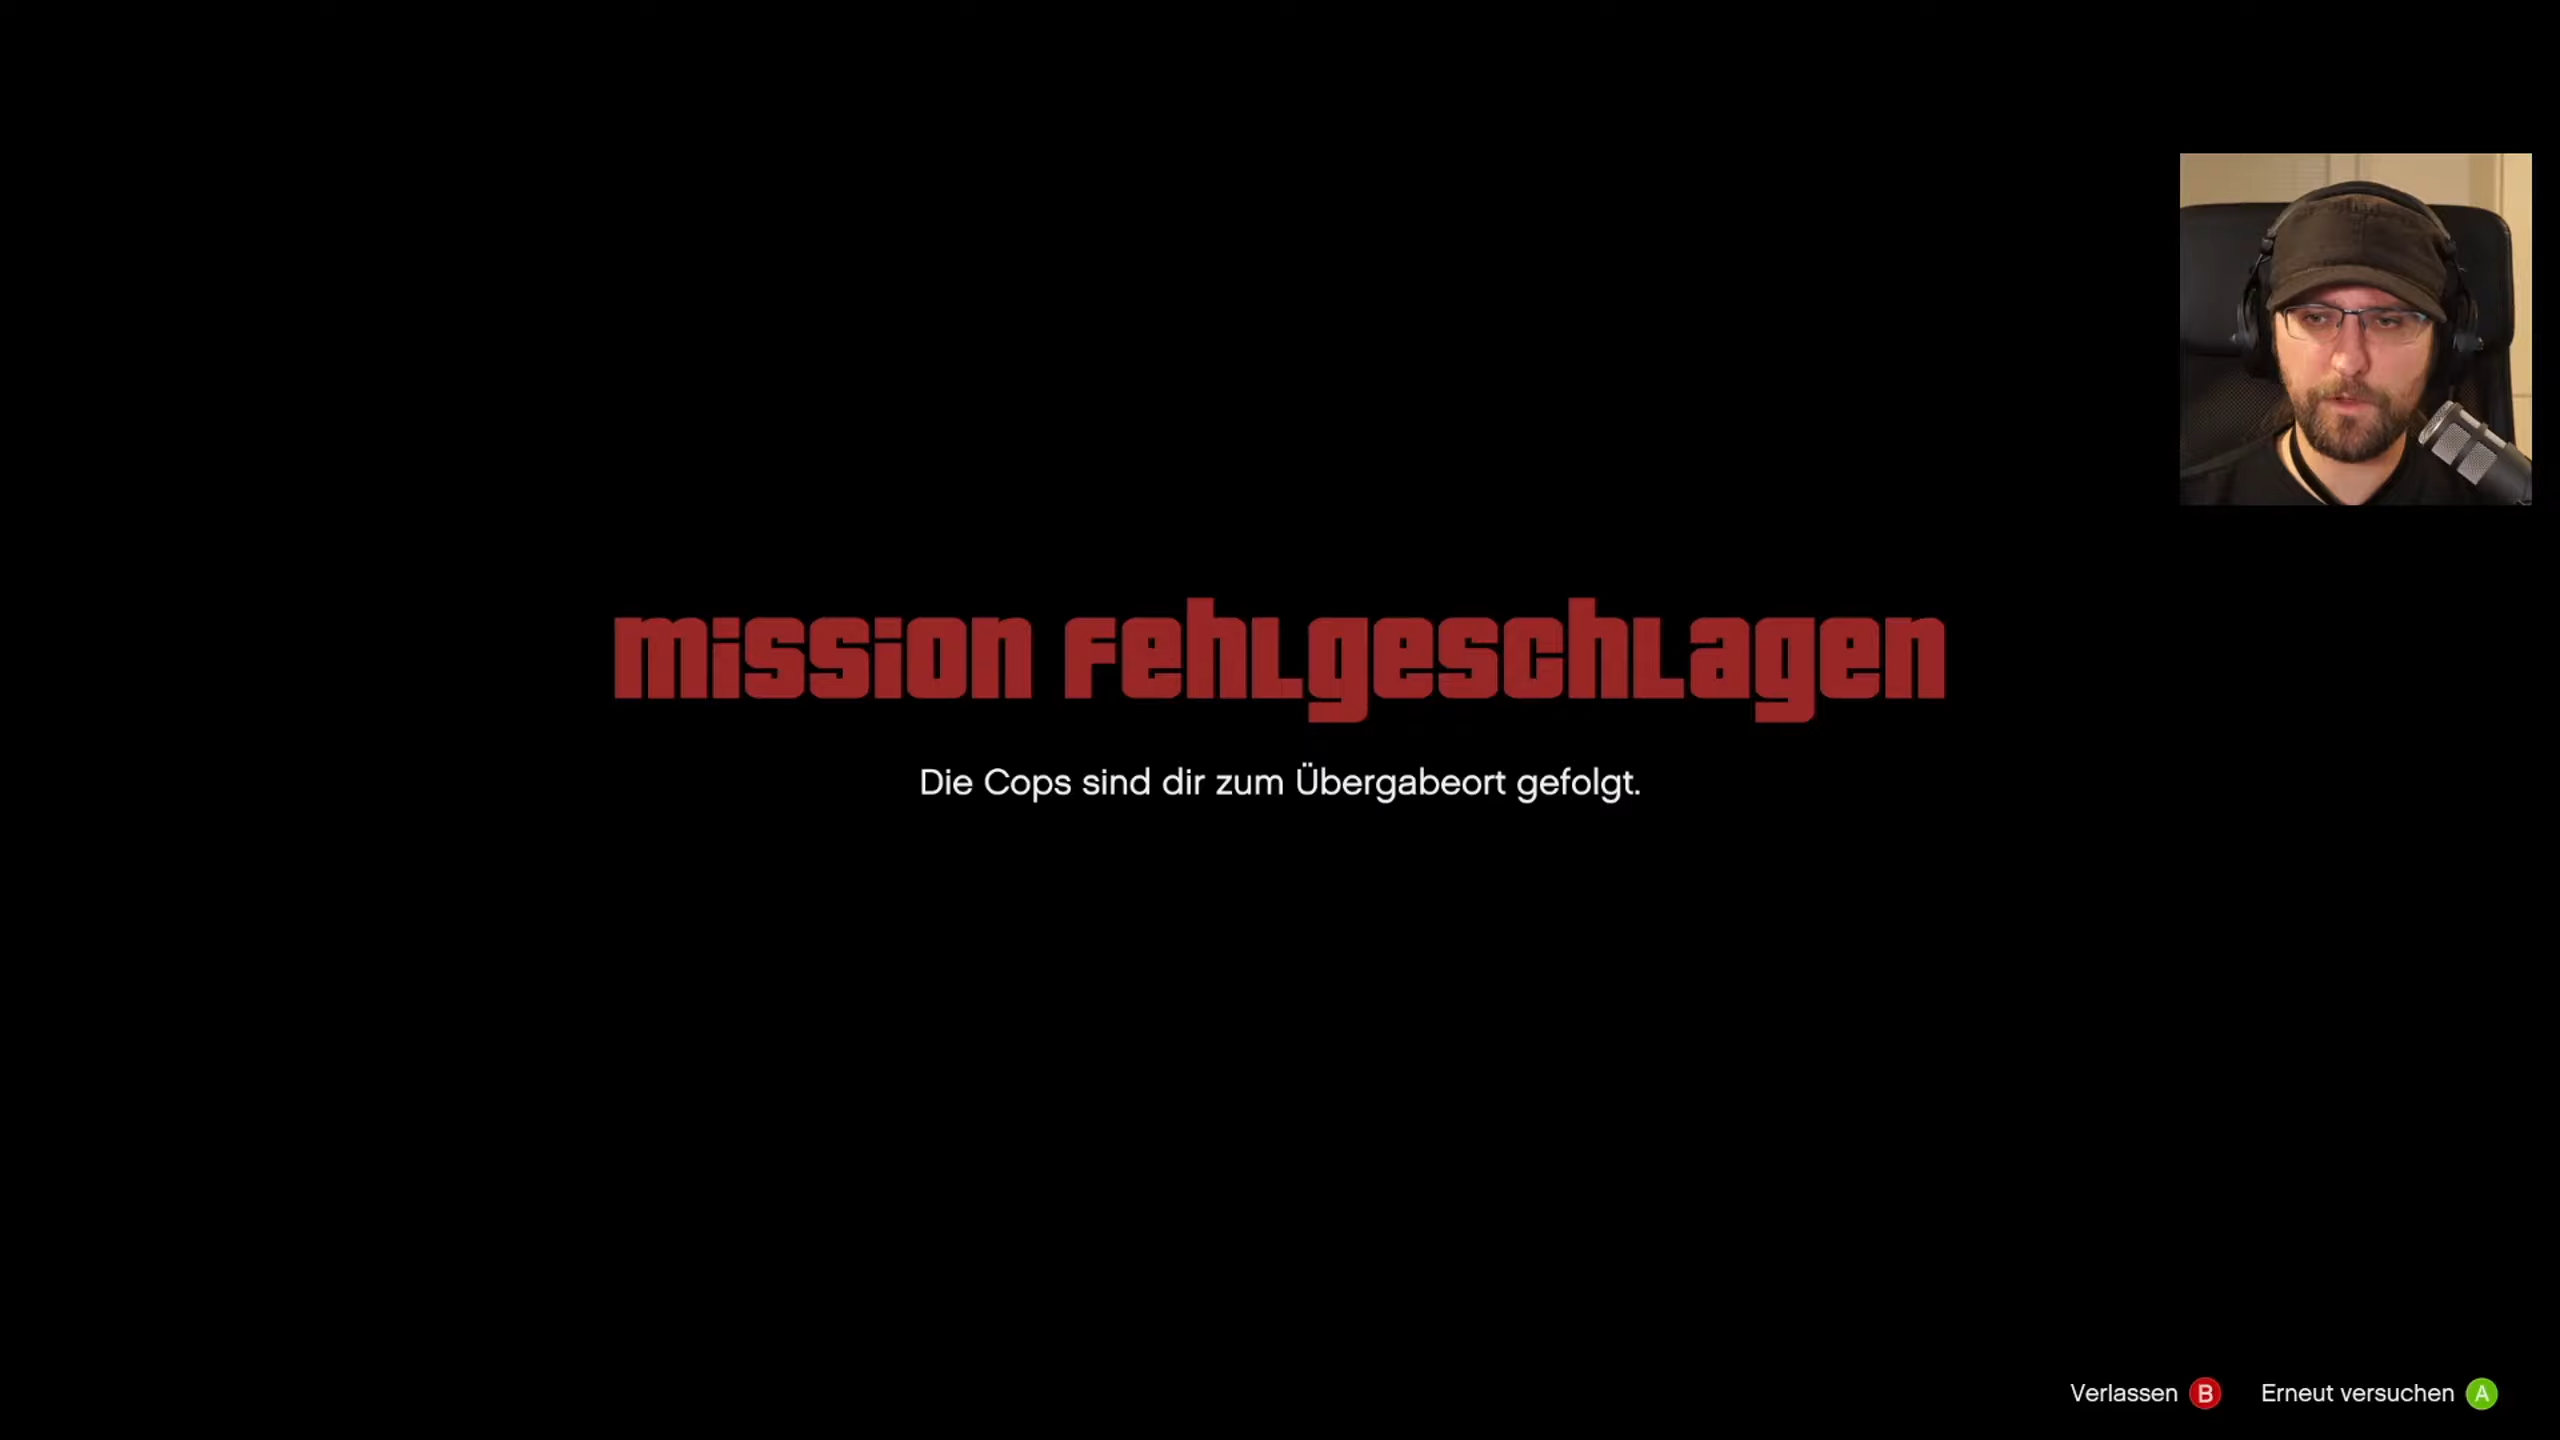 mission fehlgeschlagen
Die Cops sind dir zum Übergabeort gefolgt.
Verlassen B Erneut versuchen A